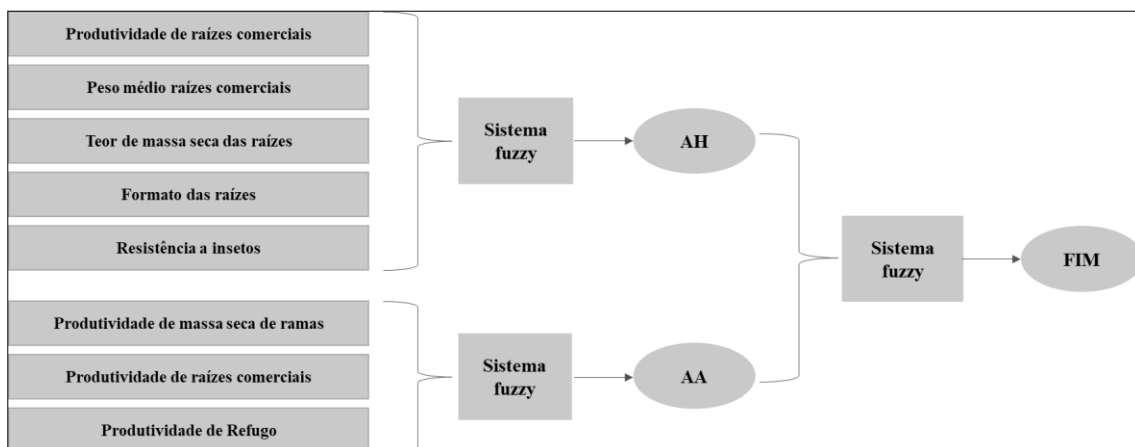 Produtividade de raízes comerciais
Peso médio raízes comerciais
Teor de massa seca das raízes
Formato das raízes
Resistência a insetos
Sistema
fuzzy
AH
Produtividade de massa seca de ramas
Produtividade de raízes comerciais
Produtividade de Refugo
Sistema
fuzzy
AA
Sistema
fuzzy
FIM